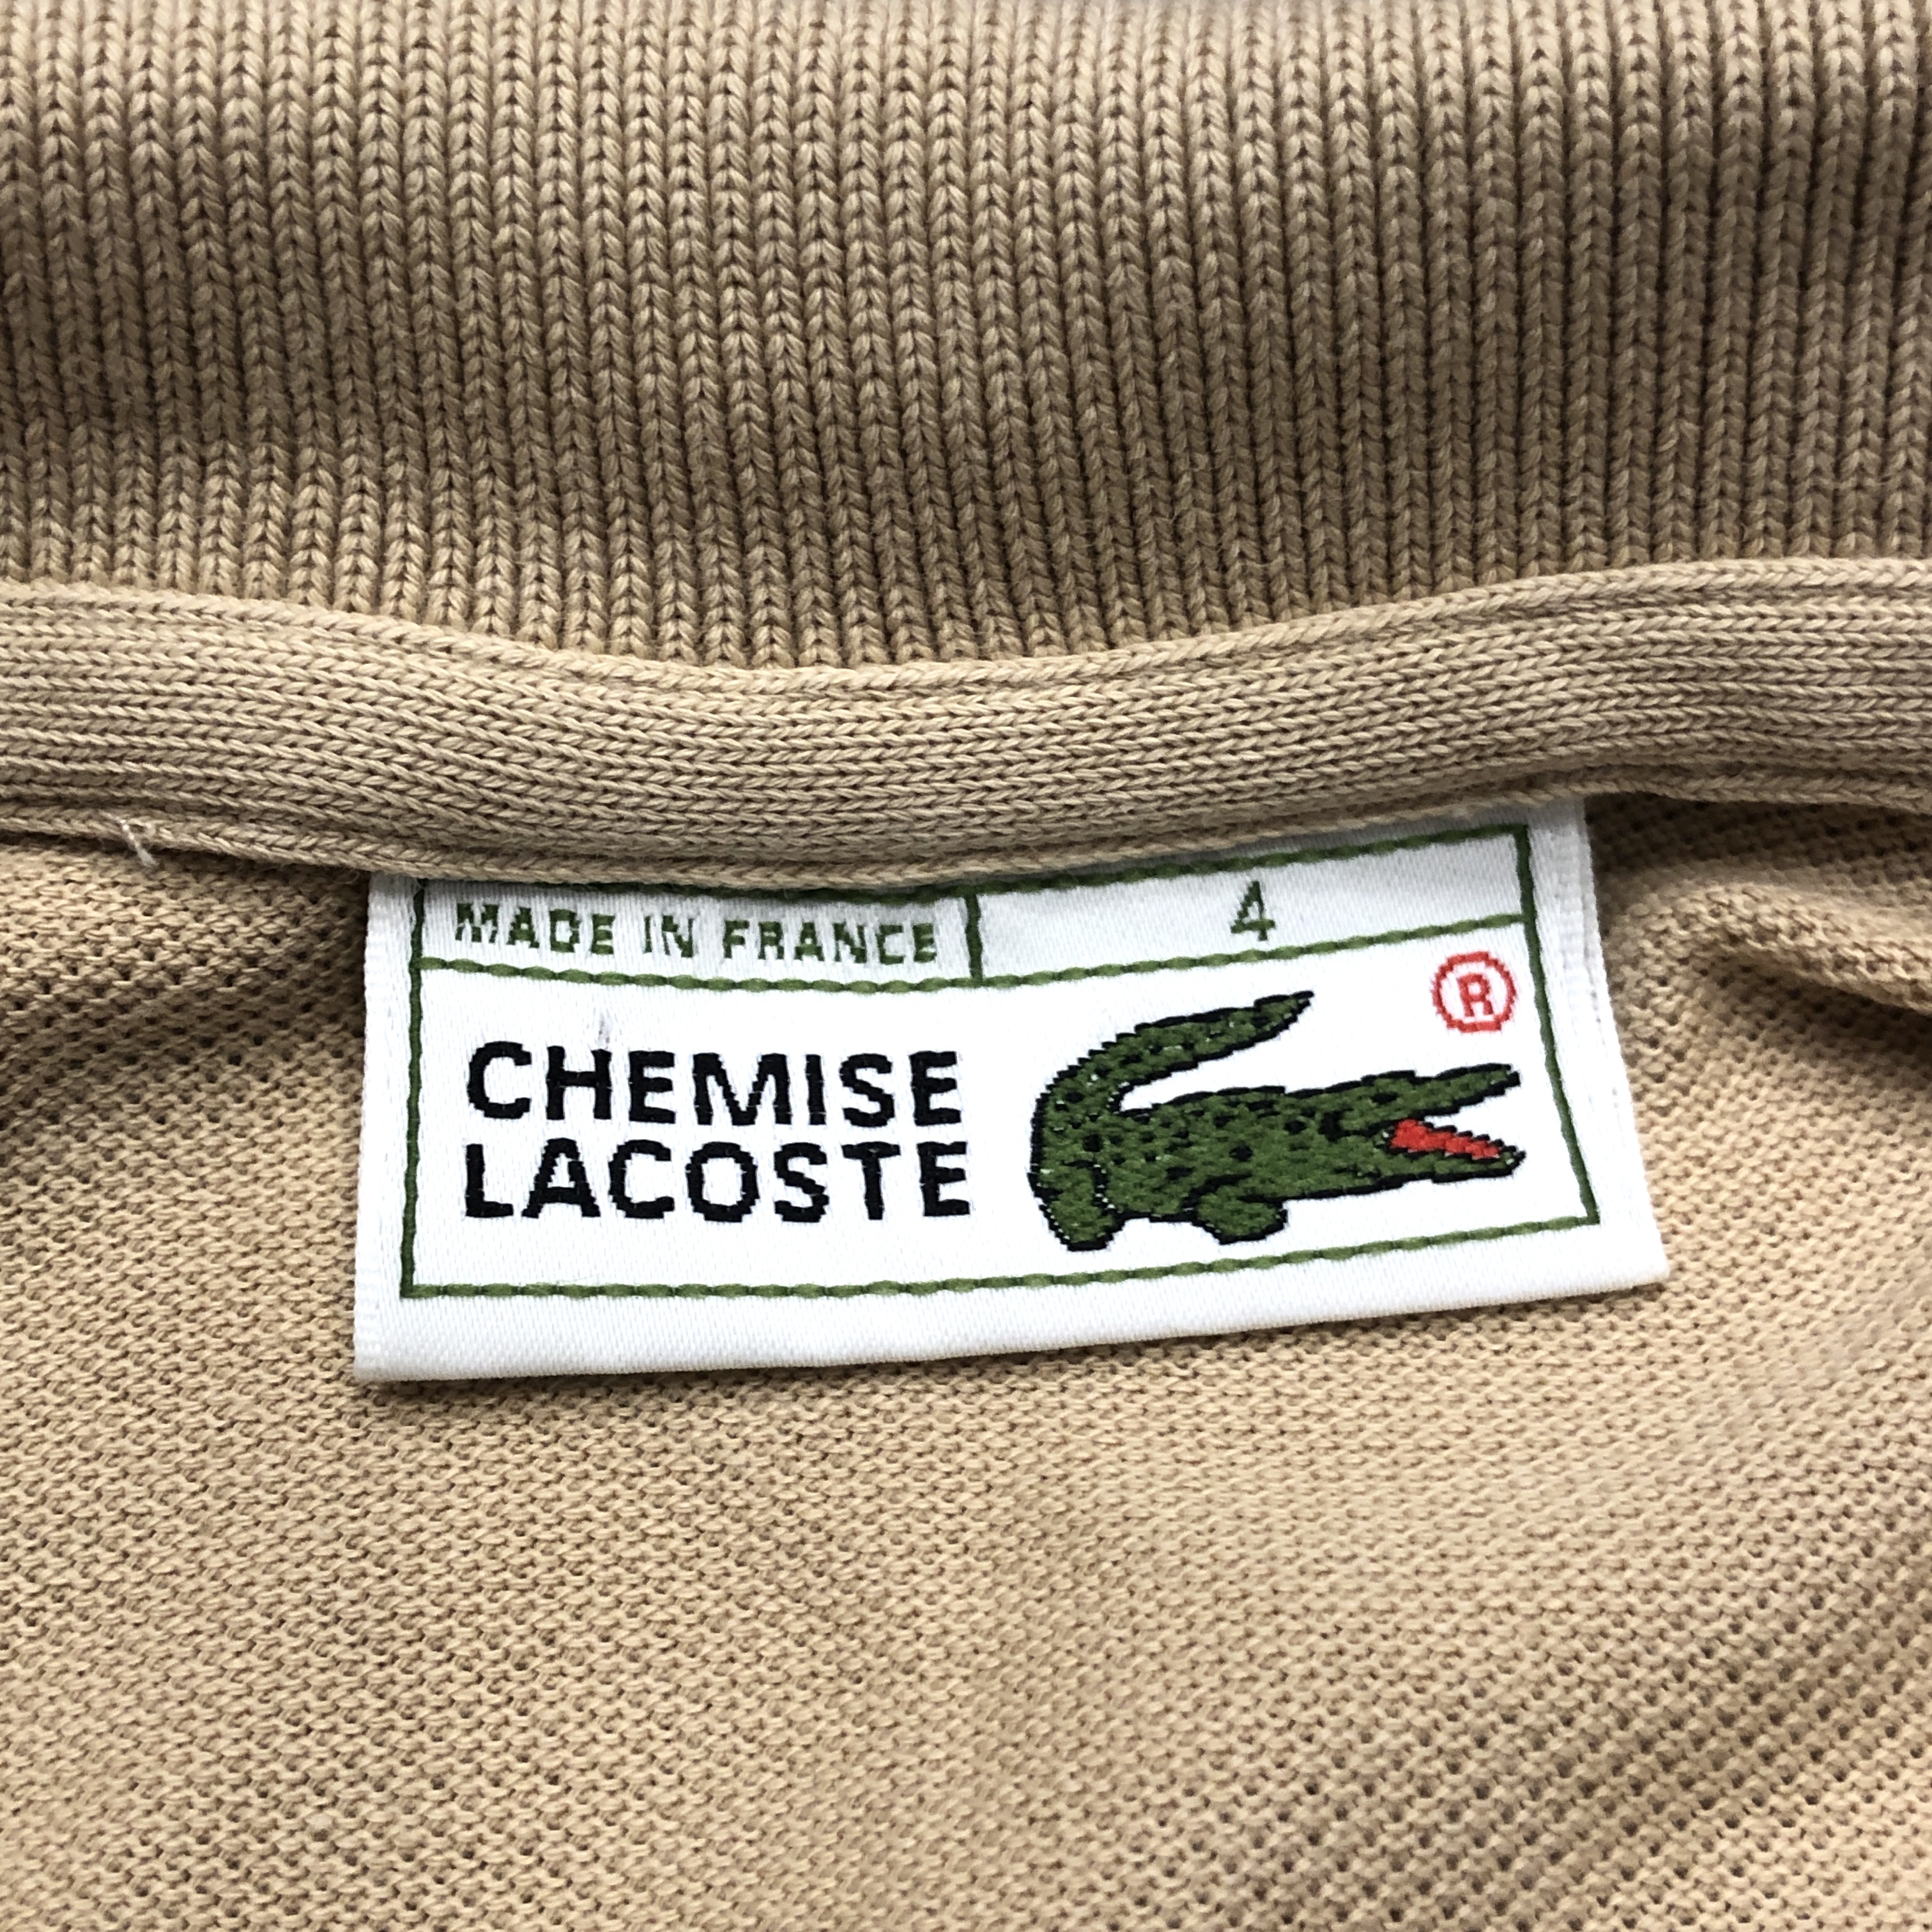 MADE IN FRANCE 4
®
CHEMISE
LACOSTE